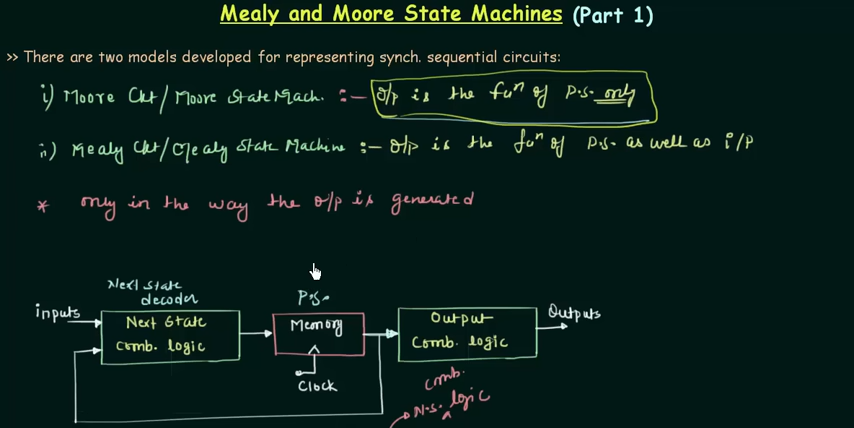 Mealy and Moore State Machines (Part 1)
>> There are two models developed for representing synch. sequential circuits:
i) Moore Ckt / Moore State Mach. :- O/p is the funⁿ of P.S. only
ii) Mealy Ckt / Mealy State Machine :- O/p is the funⁿ of P.S. as well as i/P
* only in the way the O/p is generated
Next State
decoder
P.S.
inputs
Next State
Comb. logic
Memory
Clock
Output
Comb. logic
Outputs
Comb.
N.S. ^ logic